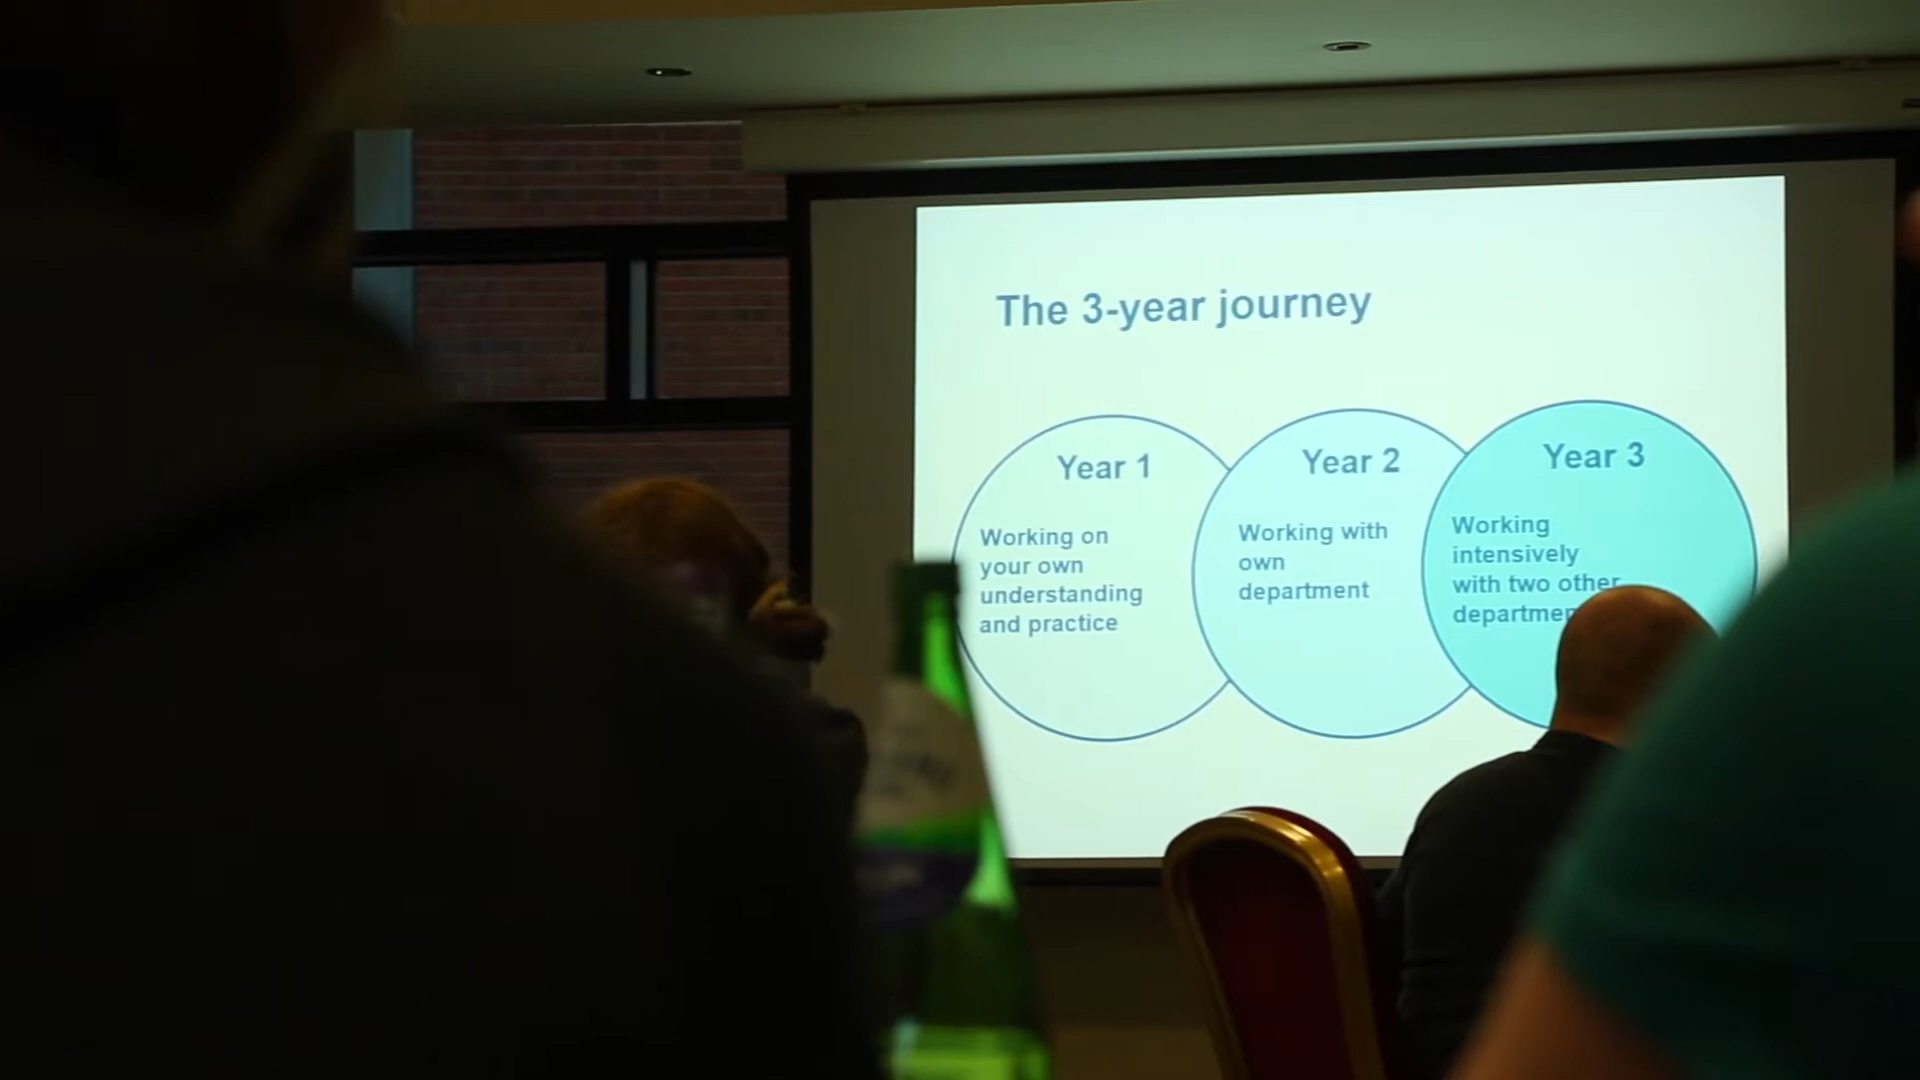 The 3-year journey
Year 1
Working on
your own
understanding
and practice
Year 2
Working with
own
department
Year 3
Working
intensively
with two other